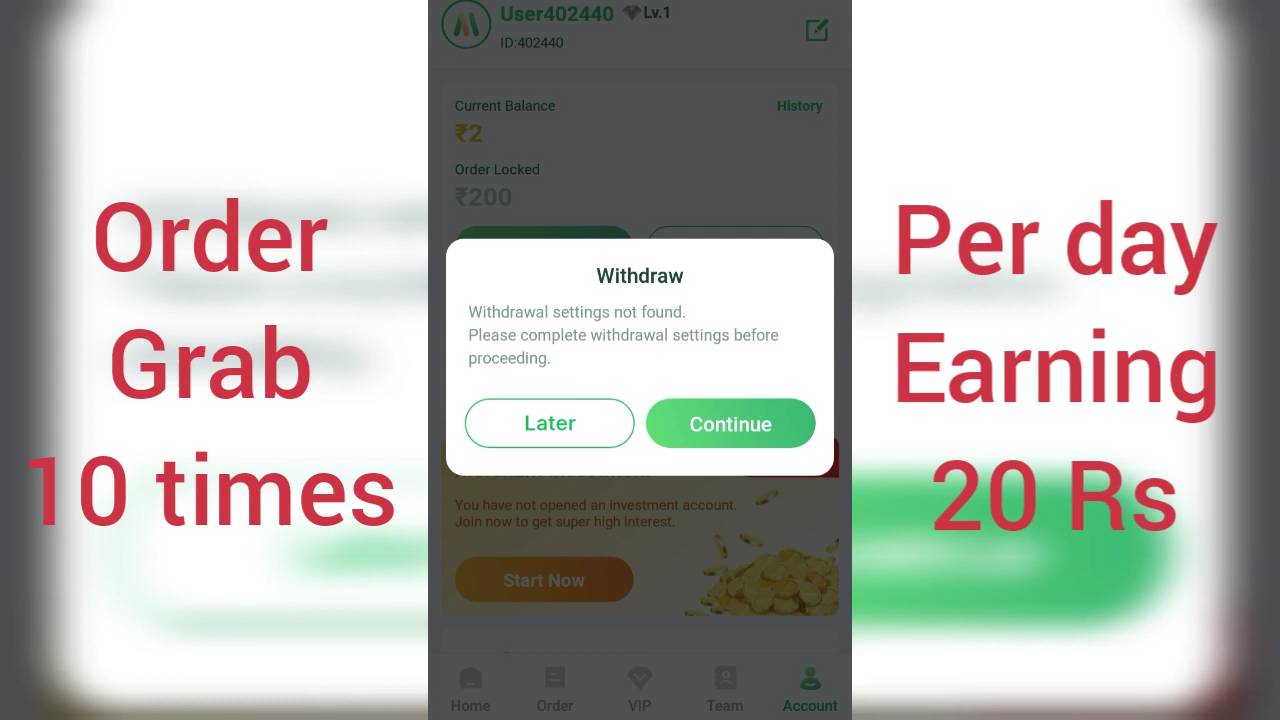 User402440 Lv.1
ID:402440
Current Balance
History
₹2
Order Locked
₹200
Order
Grab
10 times
Withdraw
Withdrawal settings not found.
Please complete withdrawal settings before
proceeding.
Later
Continue
You have not opened an investment account.
Join now to get super high interest.
Start Now
Home
Order
VIP
Team
Account
Per day
Earning
20 Rs